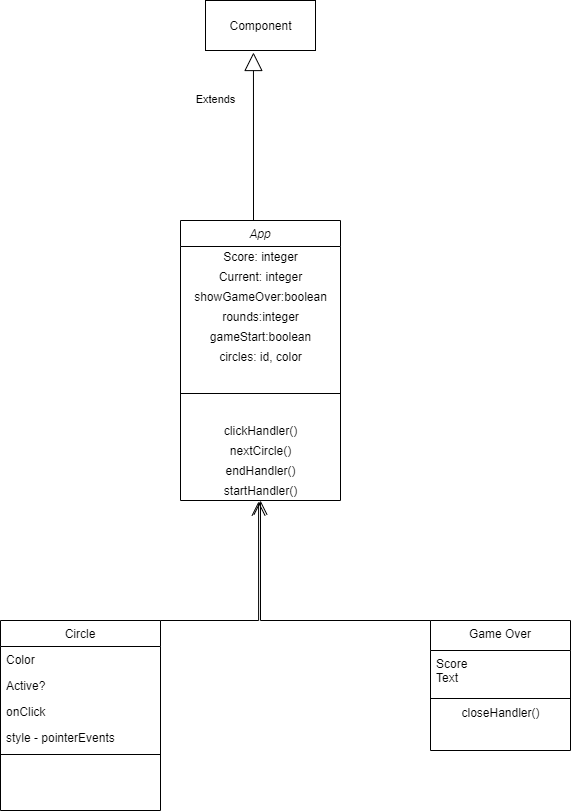 Component
Extends
App
Score: integer
Current: integer
showGameOver:boolean
rounds:integer
gameStart:boolean
circles: id, color
clickHandler()
nextCircle()
endHandler()
startHandler()
Circle
Color
Active?
onClick
style - pointerEvents
Game Over
Score
Text
closeHandler()